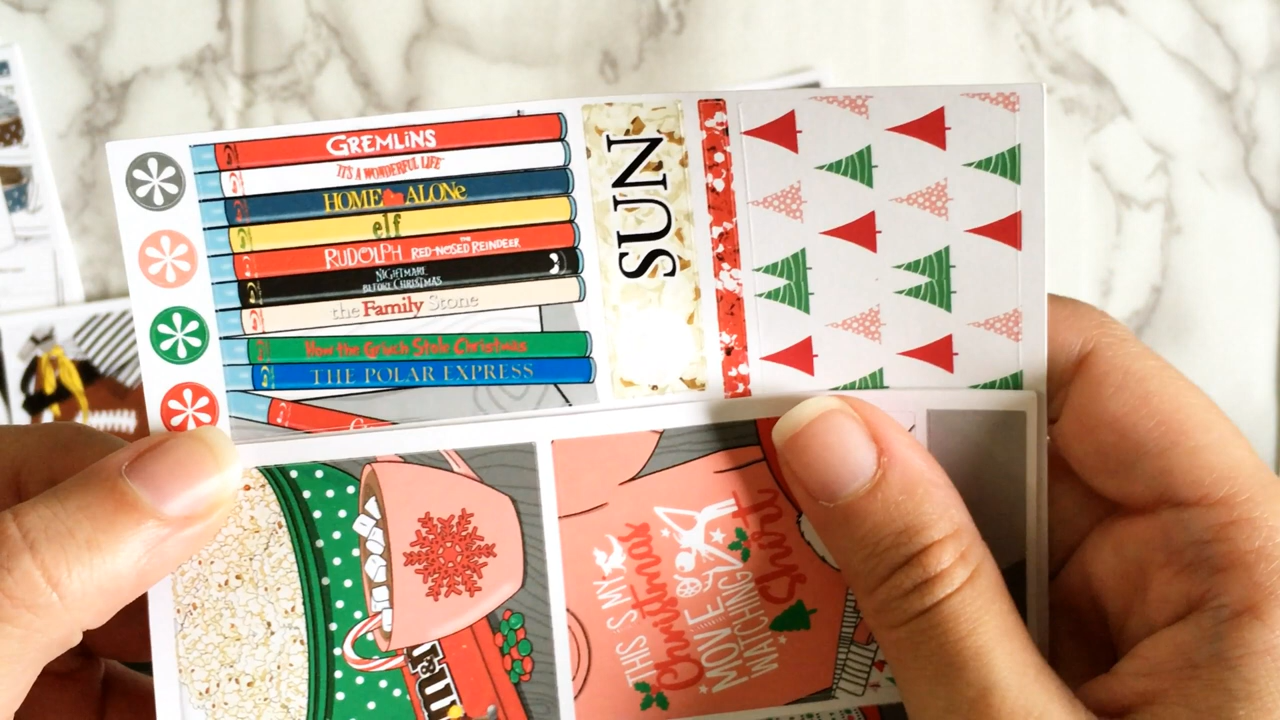 GREMLINS
IT'S A WONDERFUL LIFE
HOME ALONE
elf
RUDOLPH THE RED-NOSED REINDEER
NIGHTMARE
BEFORE CHRISTMAS
the Family Stone
How the Grinch Stole Christmas
THE POLAR EXPRESS
SUN
THIS IS MY
Christmas
MOVIE
WATCHING
Shirt